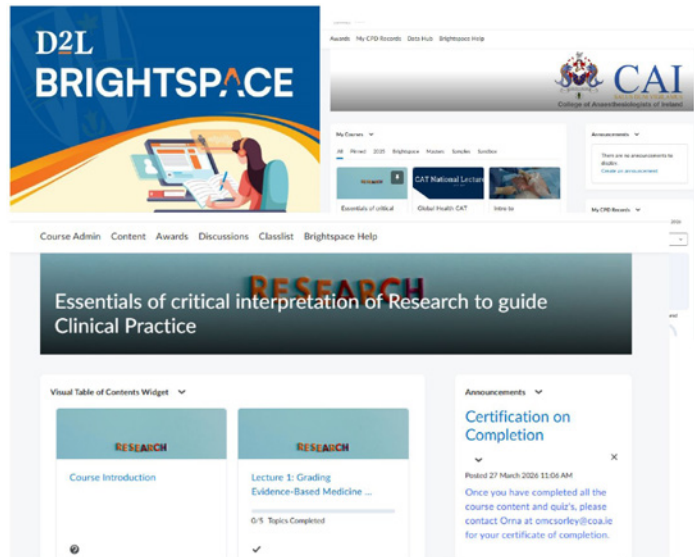 D2L
BRIGHTSPACE
Awards My CPD Records Data Hub Brightspace Help
CAI
College of Anaesthesiologists of Ireland
My Courses
All Pinned 2025 Brightspace Masters Samples Sandbox
RESEARCH
CAT National Lecture
Essentials of critical
Global Health CAT
Intro to
Announcements
There are no announcements to
display.
Create an announcement
My CPD Records
Course Admin Content Awards Discussions Classlist Brightspace Help
RESEARCH
Essentials of critical interpretation of Research to guide
Clinical Practice
Visual Table of Contents Widget
RESEARCH
Course Introduction
RESEARCH
Lecture 1: Grading
Evidence-Based Medicine ...
0/5 Topics Completed
Announcements
Certification on
Completion
Posted 27 March 2026 11:06 AM
Once you have completed all the
course content and quiz's, please
contact Orna at omcsorley@coa.ie
for your certificate of completion.